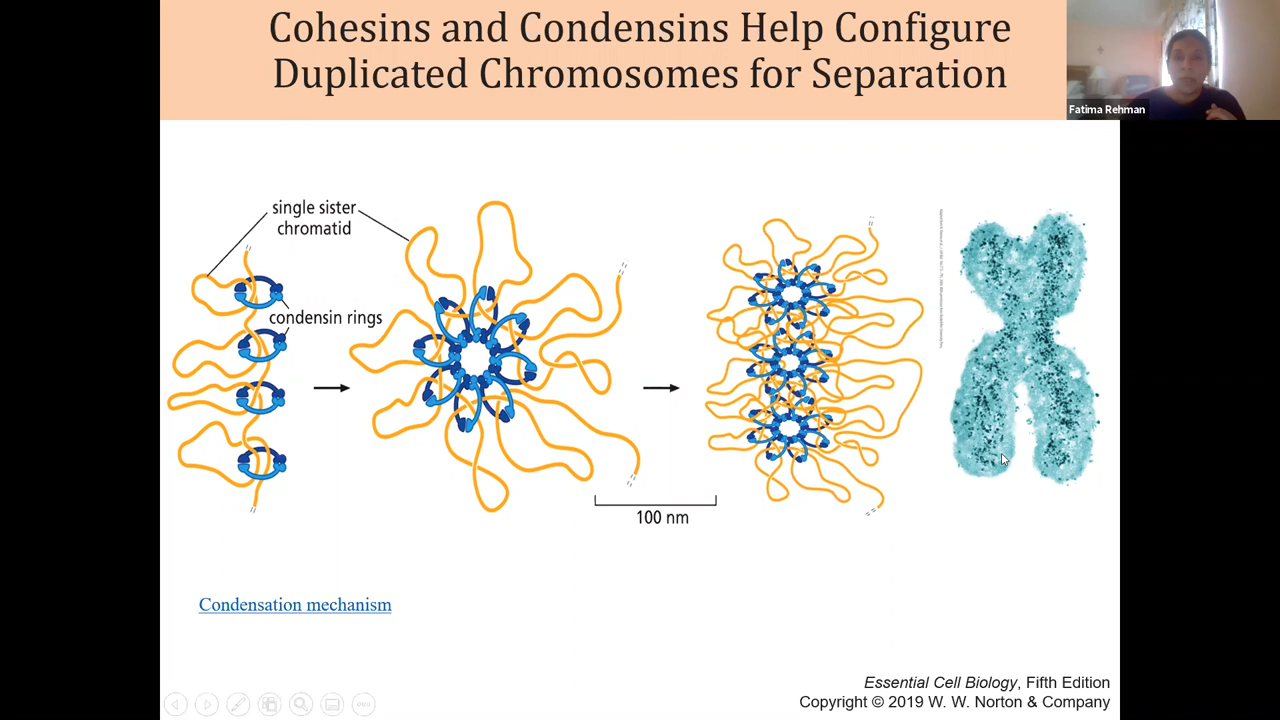 Cohesins and Condensins Help Configure
Duplicated Chromosomes for Separation
Fatima Rehman
single sister
chromatid
condensin rings
100 nm
Condensation mechanism
Essential Cell Biology, Fifth Edition
Copyright © 2019 W. W. Norton & Company